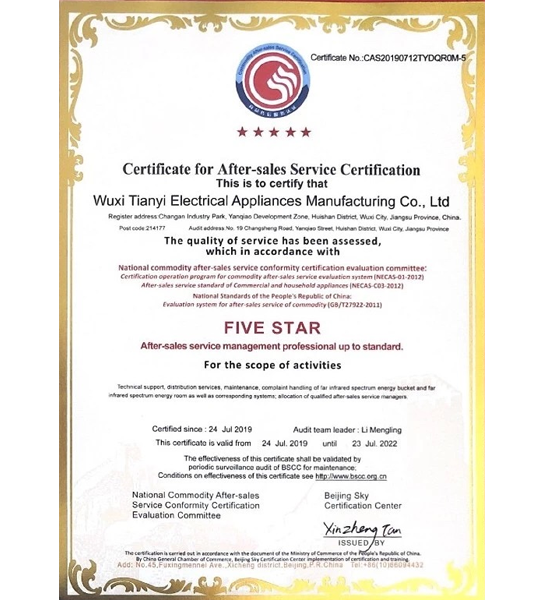 Commodity After-sales Service Certification
Certificate No.:CAS20190712TYDQR0M-5
Certificate for After-sales Service Certification
This is to certify that
Wuxi Tianyi Electrical Appliances Manufacturing Co., Ltd
Register address:Changan Industry Park, Yanqiao Development Zone, Huishan District, Wuxi City, Jiangsu Province, China.
Post code:214177 Audit address:No. 19 Changsheng Road, Yanqiao Street, Huishan District, Wuxi City, Jiangsu Province
The quality of service has been assessed,
which in accordance with
National commodity after-sales service conformity certification evaluation committee:
Certification operation program for commodity after-sales service evaluation system (NECAS-01-2012)
After-sales service standard of Commercial and household appliances (NECAS-C03-2012)
National Standards of the People's Republic of China:
Evaluation system for after-sales service of commodity (GB/T27922-2011)
FIVE STAR
After-sales service management professional up to standard.
For the scope of activities
Technical support, distribution services, maintenance, complaint handling of far infrared spectrum energy bucket and far
infrared spectrum energy room as well as corresponding systems; allocation of qualified after-sales service managers.
Certified since : 24 Jul 2019 Audit team leader : Li Mengling
This certificate is valid from 24 Jul. 2019 until 23 Jul. 2022
The effectiveness of this certificate shall be validated by
periodic surveillance audit of BSCC for maintenance;
Conditions on effectiveness of this certificate see http://www.bscc.org.cn
National Commodity After-sales
Service Conformity Certification
Evaluation Committee
Beijing Sky
Certification Center
Xinzheng Tan
ISSUED BY
The certification is carried out in accordance with the document of the Ministry of Commerce of the People's Republic of China.
By China General Chamber of Commerce, Beijing Sky Certification Center implementation of certification and training.
Add: No.45,Fuxingmennei Ave.,Xicheng district,Beijing,P.R.China Tel:+86(10)66094432